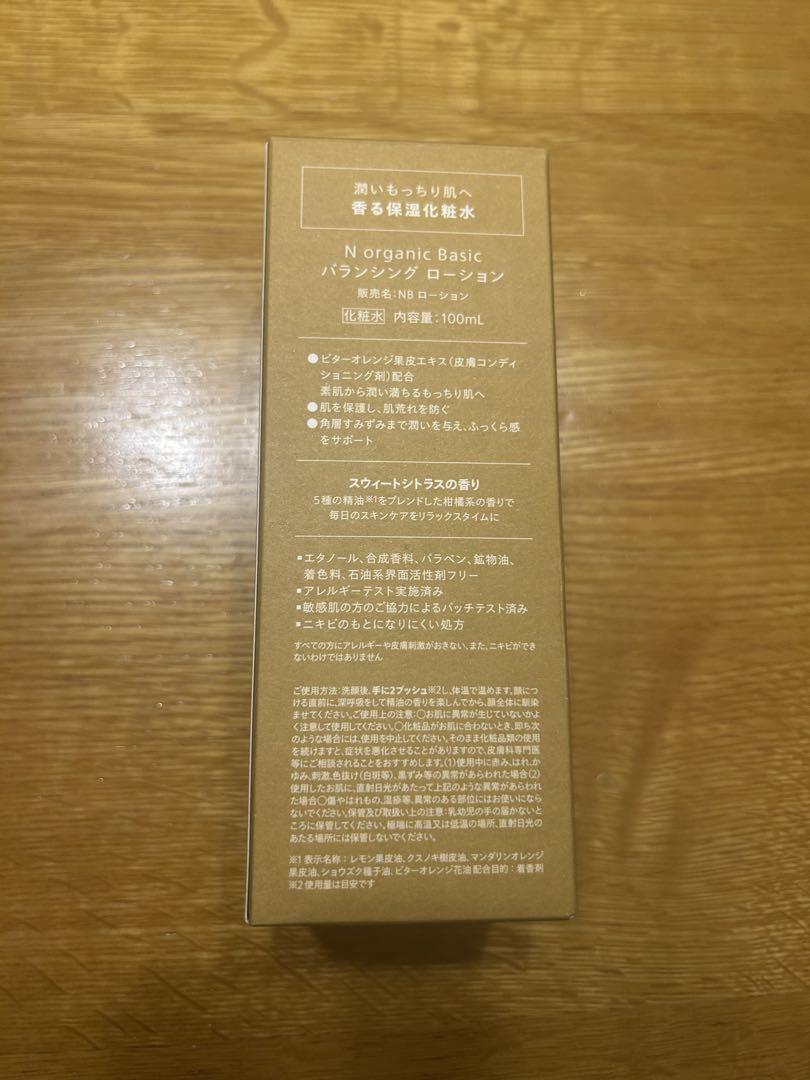 潤いもっちり肌へ
香る保湿化粧水
N organic Basic
バランシング ローション
販売名:NB ローション
化粧水 内容量:100mL
●ビターオレンジ果皮エキス(皮膚コンディ
ショニング剤)配合
素肌から潤い満ちるもっちり肌へ
●肌を保護し、肌荒れを防ぐ
●角層すみずみまで潤いを与え、ふっくら感
をサポート
スウィートシトラスの香り
5種の精油※1をブレンドした柑橘系の香りで
毎日のスキンケアをリラックスタイムに
▪エタノール、合成香料、パラベン、鉱物油、
着色料、石油系界面活性剤フリー
▪アレルギーテスト実施済み
▪敏感肌の方のご協力によるパッチテスト済み
▪ニキビのもとになりにくい処方
すべての方にアレルギーや皮膚刺激がおきない、また、ニキビができ
ないわけではありません
ご使用方法:洗顔後、手に2プッシュ※2し、体温で温めます。顔につ
ける直前に、深呼吸をして精油の香りを楽しんでから、顔全体に馴染
ませてください。ご使用上の注意:〇お肌に異常が生じていないかよ
く注意して使用してください。〇化粧品がお肌に合わないとき、即ち次
のような場合には、使用を中止してください。そのまま化粧品類の使用
を続けますと、症状を悪化させることがありますので、皮膚科専門医
等にご相談されることをおすすめします。(1)使用中に赤み、はれ、か
ゆみ、刺激、色抜け(白斑等)、黒ずみ等の異常があらわれた場合(2)
使用したお肌に、直射日光があたって上記のような異常があらわれ
た場合〇傷やはれもの、湿疹等、異常のある部位にはお使いになら
ないでください。保管及び取扱い上の注意:乳幼児の手の届かないと
ころに保管してください。極端に高温又は低温の場所、直射日光の
あたる場所には保管しないでください。
※1 表示名称:レモン果皮油、クスノキ樹皮油、マンダリンオレンジ
果皮油、ショウズク種子油、ビターオレンジ花油 配合目的:着香剤
※2 使用量は目安です